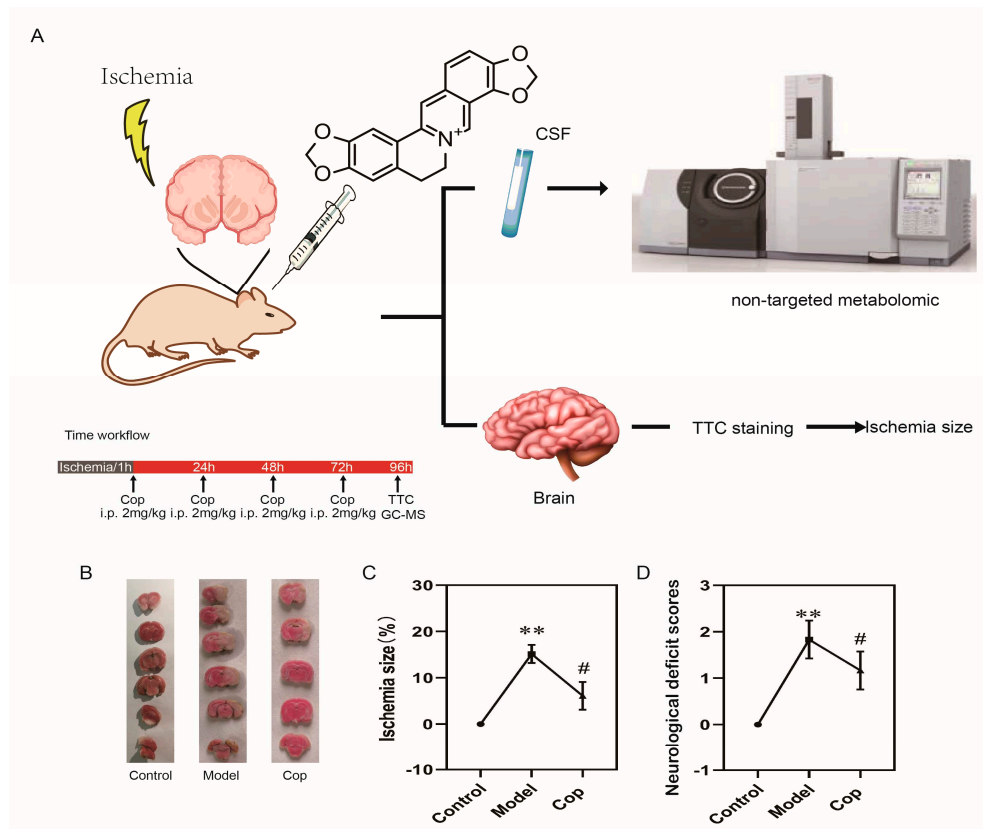 A
Ischemia
O
O
N+
O
O
CSF
non-targeted metabolomic
Time workflow
Ischemia/1h 24h 48h 72h 96h
Cop Cop Cop Cop TTC
i.p. 2mg/kg i.p. 2mg/kg i.p. 2mg/kg i.p. 2mg/kg GC-MS
Brain
TTC staining
Ischemia size
B
Control
Model
Cop
C
Ischemia size (%)
30
20
10
0
-10
**
#
Control
Model
Cop
D
Neurological deficit scores
3
2
1
0
-1
**
#
Control
Model
Cop